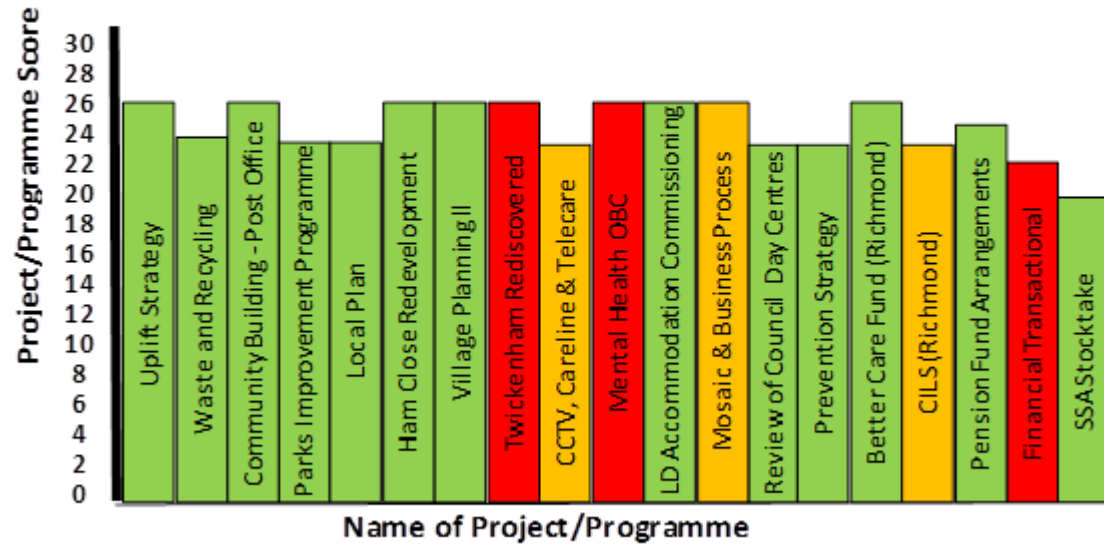 Project/Programme Score
30
28
26
24
22
20
18
16
14
12
10
8
6
4
2
0
Uplift Strategy
Waste and Recycling
Community Building - Post Office
Parks Improvement Programme
Local Plan
Ham Close Redevelopment
Village Planning II
Twickenham Rediscovered
CCTV, Careline & Telecare
Mental Health OBC
LD Accommodation Commissioning
Mosaic & Business Process
Review of Council Day Centres
Prevention Strategy
Better Care Fund (Richmond)
CILS (Richmond)
Pension Fund Arrangements
Financial Transactional
SSA Stocktake
Name of Project/Programme